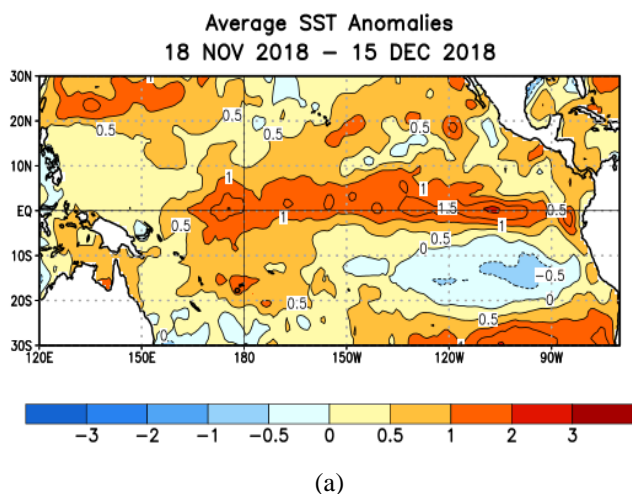 Average SST Anomalies
18 NOV 2018 – 15 DEC 2018
30N
20N
10N
EQ
10S
20S
30S
1
0.5
0.5
0.5
1
1
0.5
1
1.5
0.5
1
0.5
0
0
-0.5
0.5
0
0.5
0
120E 150E 180 150W 120W 90W
-3 -2 -1 -0.5 0 0.5 1 2 3
(a)